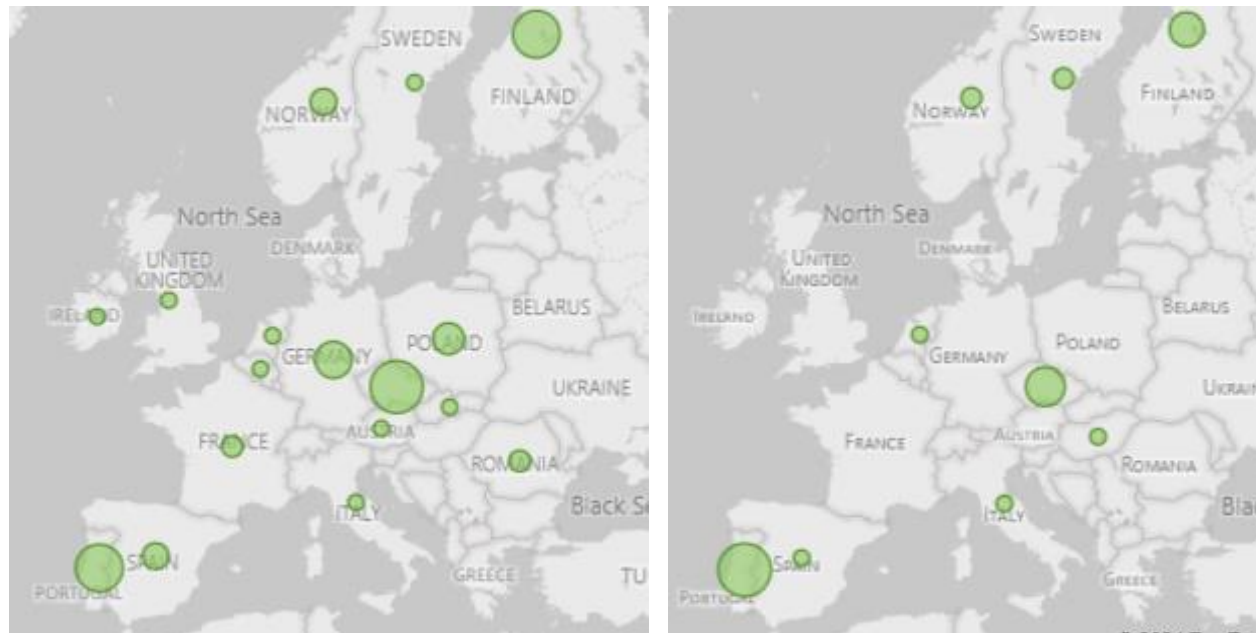 SWEDEN
FINLAND
NORWAY
North Sea
DENMARK
UNITED
KINGDOM
IRELAND
BELARUS
GERMANY
POLAND
UKRAINE
FRANCE
AUSTRIA
ROMANIA
ITALY
Black Se
SPAIN
PORTUGAL
GREECE
TU
SWEDEN
FINLAND
NORWAY
North Sea
DENMARK
UNITED
KINGDOM
IRELAND
BELARUS
GERMANY
POLAND
UKRAIN
FRANCE
AUSTRIA
ROMANIA
ITALY
Bla
SPAIN
PORTUGAL
GREECE